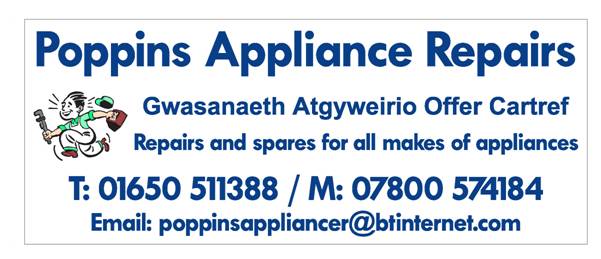 Poppins Appliance Repairs
Gwasanaeth Atgyweirio Offer Cartref
Repairs and spares for all makes of appliances
T: 01650 511388 / M: 07800 574184
Email: poppinsappliancer@btinternet.com